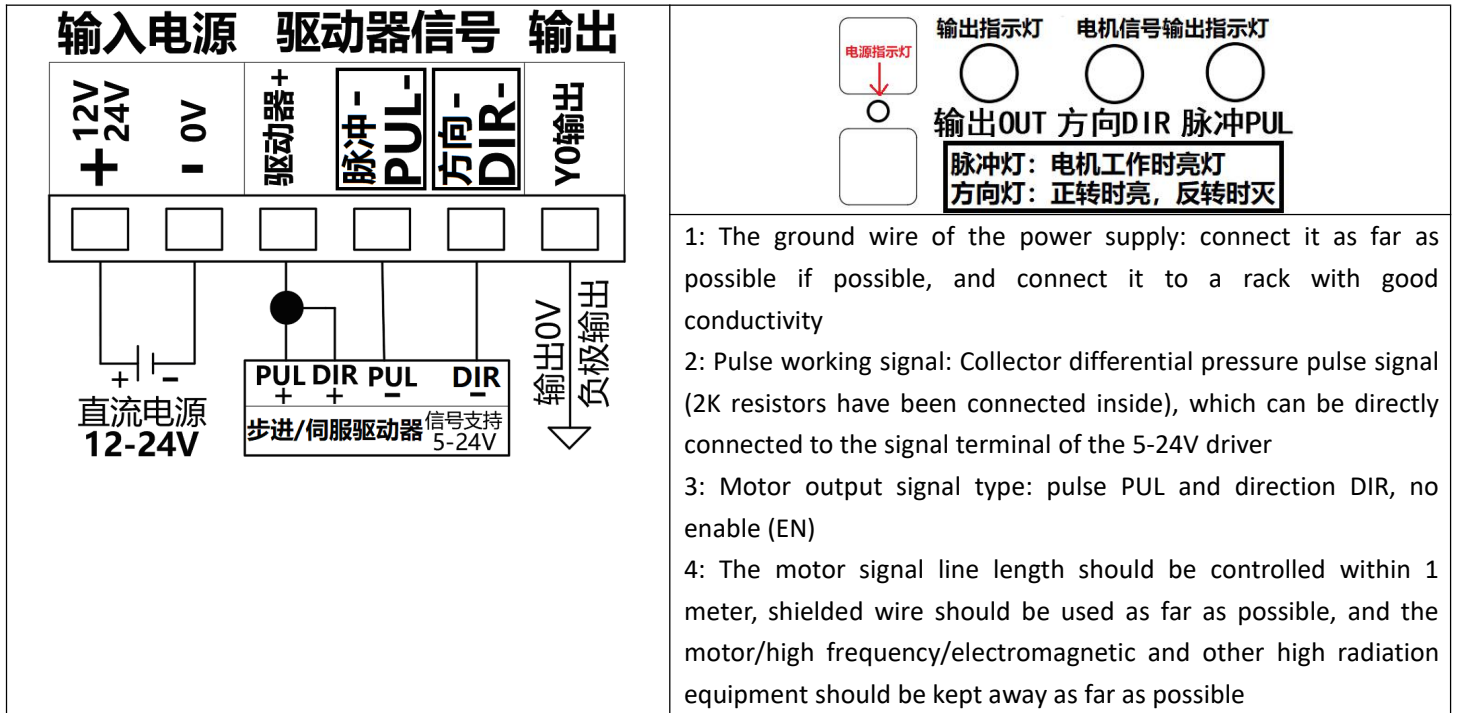 输入电源 驱动器信号 输出
+12V
24V
- 0V
驱动器+
脉冲-
PUL-
方向-
DIR-
Y0输出
+ -
直流电源
12-24V
PUL DIR PUL DIR
+ + - -
步进/伺服驱动器
信号支持
5-24V
输出0V
负极输出
电源指示灯
输出指示灯 电机信号输出指示灯
输出OUT 方向DIR 脉冲PUL
脉冲灯：电机工作时亮灯
方向灯：正转时亮，反转时灭
1: The ground wire of the power supply: connect it as far as
possible if possible, and connect it to a rack with good
conductivity
2: Pulse working signal: Collector differential pressure pulse signal
(2K resistors have been connected inside), which can be directly
connected to the signal terminal of the 5-24V driver
3: Motor output signal type: pulse PUL and direction DIR, no
enable (EN)
4: The motor signal line length should be controlled within 1
meter, shielded wire should be used as far as possible, and the
motor/high frequency/electromagnetic and other high radiation
equipment should be kept away as far as possible